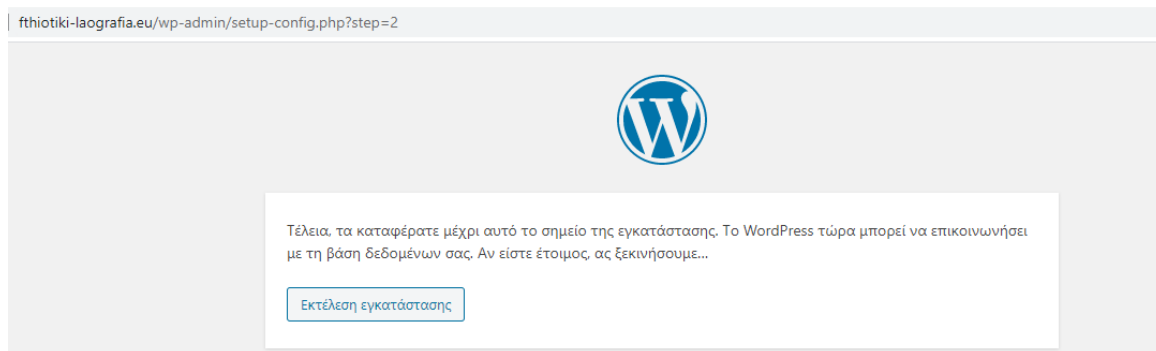 fthiotiki-laografia.eu/wp-admin/setup-config.php?step=2
Τέλεια, τα καταφέρατε μέχρι αυτό το σημείο της εγκατάστασης. Το WordPress τώρα μπορεί να επικοινωνήσει
με τη βάση δεδομένων σας. Αν είστε έτοιμος, ας ξεκινήσουμε...
Εκτέλεση εγκατάστασης